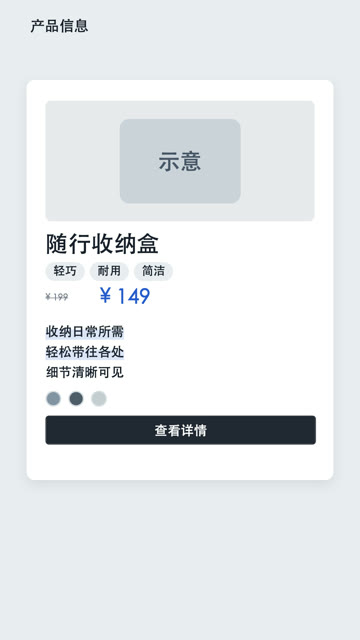 产品信息
示意
随行收纳盒
轻巧 耐用 简洁
¥199 ¥149
收纳日常所需
轻松带往各处
细节清晰可见
查看详情